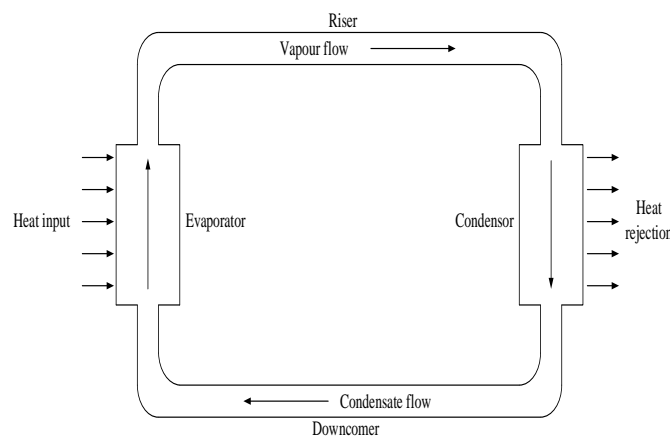 Riser
Vapour flow
Heat input
Evaporator
Condensor
Heat
rejection
Condensate flow
Downcomer